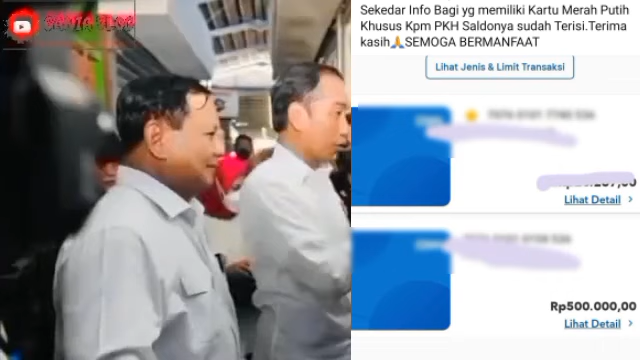 Sekedar Info Bagi yg memiliki Kartu Merah Putih
Khusus Kpm PKH Saldonya sudah Terisi.Terima
kasih🙏SEMOGA BERMANFAAT
Lihat Jenis & Limit Transaksi
Lihat Detail >
Rp500.000,00
Lihat Detail >